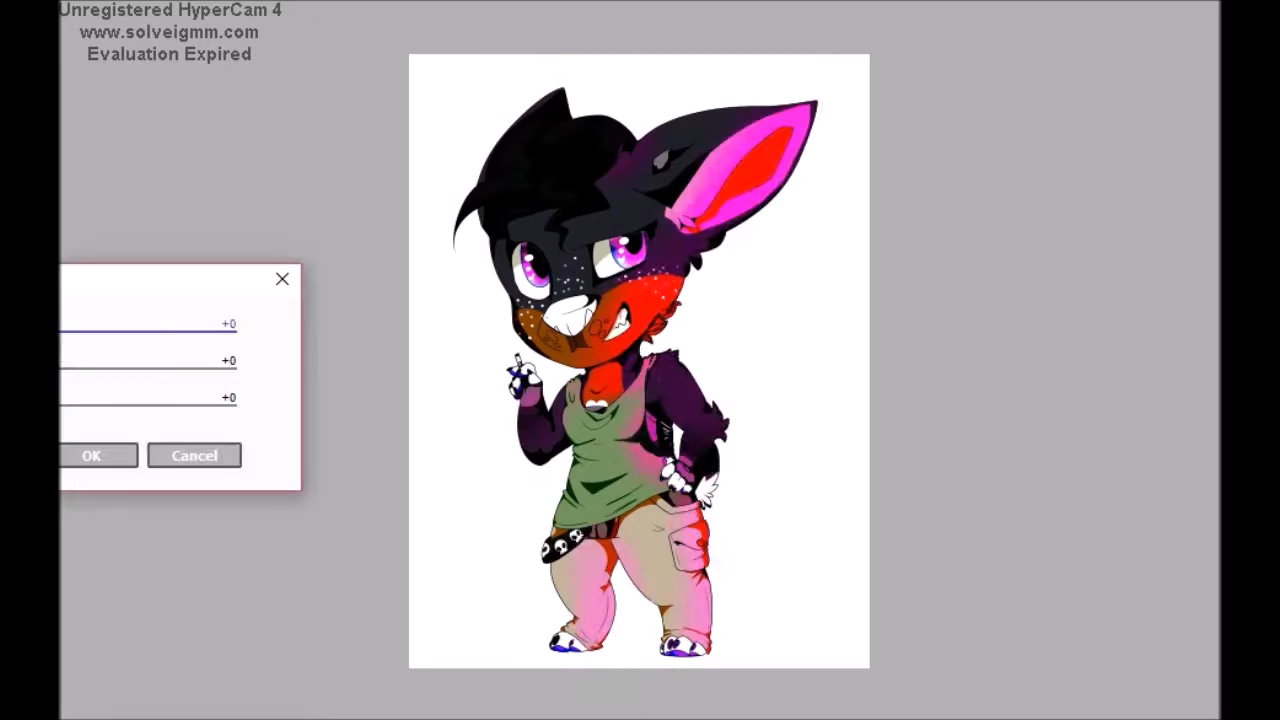 Unregistered HyperCam 4
www.solveigmm.com
Evaluation Expired
+0
+0
+0
OK
Cancel